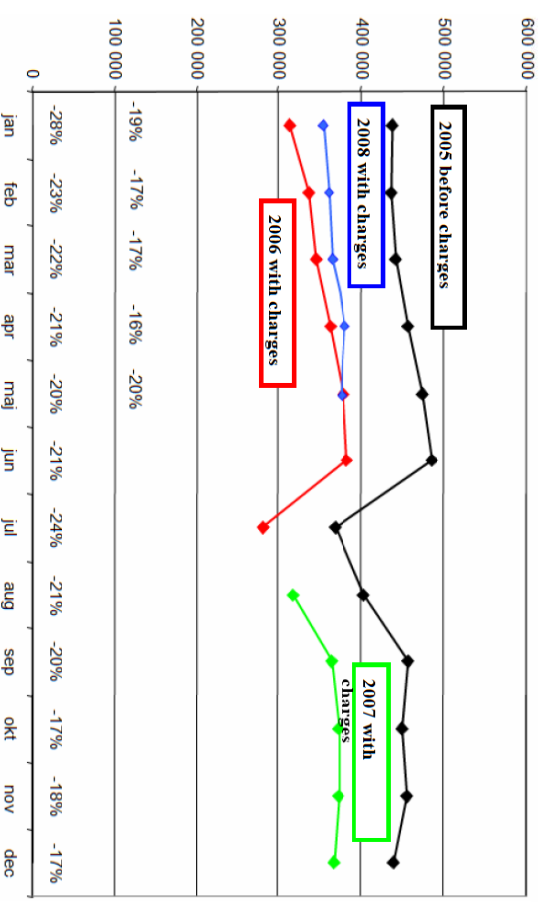 600 000
500 000
400 000
300 000
200 000
100 000
0
2005 before charges
2008 with charges
2006 with charges
2007 with
charges
-19% -17% -17% -16% -20%
-28% -23% -22% -21% -20% -21% -24% -21% -20% -17% -18% -17%
jan feb mar apr maj jun jul aug sep okt nov dec